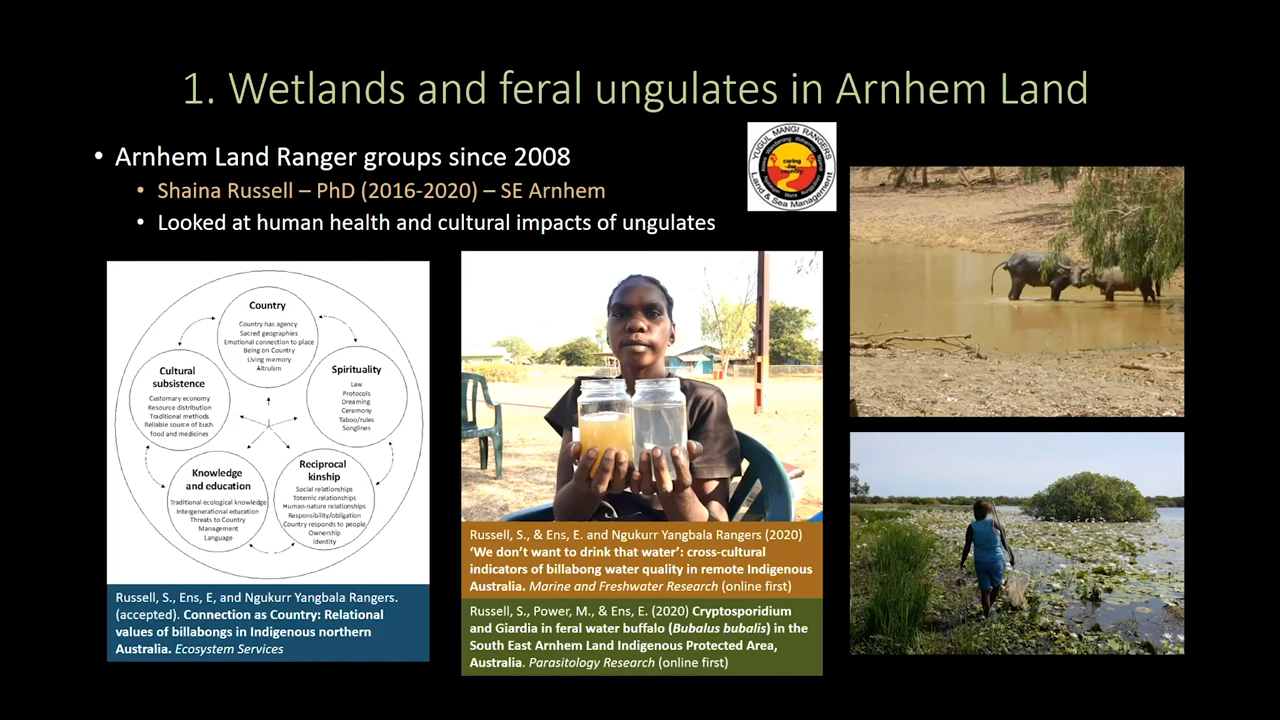 1. Wetlands and feral ungulates in Arnhem Land
• Arnhem Land Ranger groups since 2008
• Shaina Russell – PhD (2016-2020) – SE Arnhem
• Looked at human health and cultural impacts of ungulates
YUGUL MANGI RANGERS
caring for country
Land & Sea Management
Country
Country has agency
Sacred geographies
Emotional connection to place
Being on Country
Living memory
Altruism
Cultural
subsistence
Customary economy
Resource distribution
Traditional methods
Reliable source of bush
food and medicines
Spirituality
Law
Protocols
Dreaming
Ceremony
Taboo/rules
Songlines
Knowledge
and education
Traditional ecological knowledge
Intergenerational education
Threats to Country
Management
Language
Reciprocal
kinship
Social relationships
Totemic relationships
Human-nature relationships
Responsibility/obligation
Country responds to people
Ownership
Identity
Russell, S., Ens, E, and Ngukurr Yangbala Rangers.
(accepted). Connection as Country: Relational
values of billabongs in Indigenous northern
Australia. Ecosystem Services
Russell, S., & Ens, E. and Ngukurr Yangbala Rangers (2020)
‘We don’t want to drink that water’: cross-cultural
indicators of billabong water quality in remote Indigenous
Australia. Marine and Freshwater Research (online first)
Russell, S., Power, M., & Ens, E. (2020) Cryptosporidium
and Giardia in feral water buffalo (Bubalus bubalis) in the
South East Arnhem Land Indigenous Protected Area,
Australia. Parasitology Research (online first)